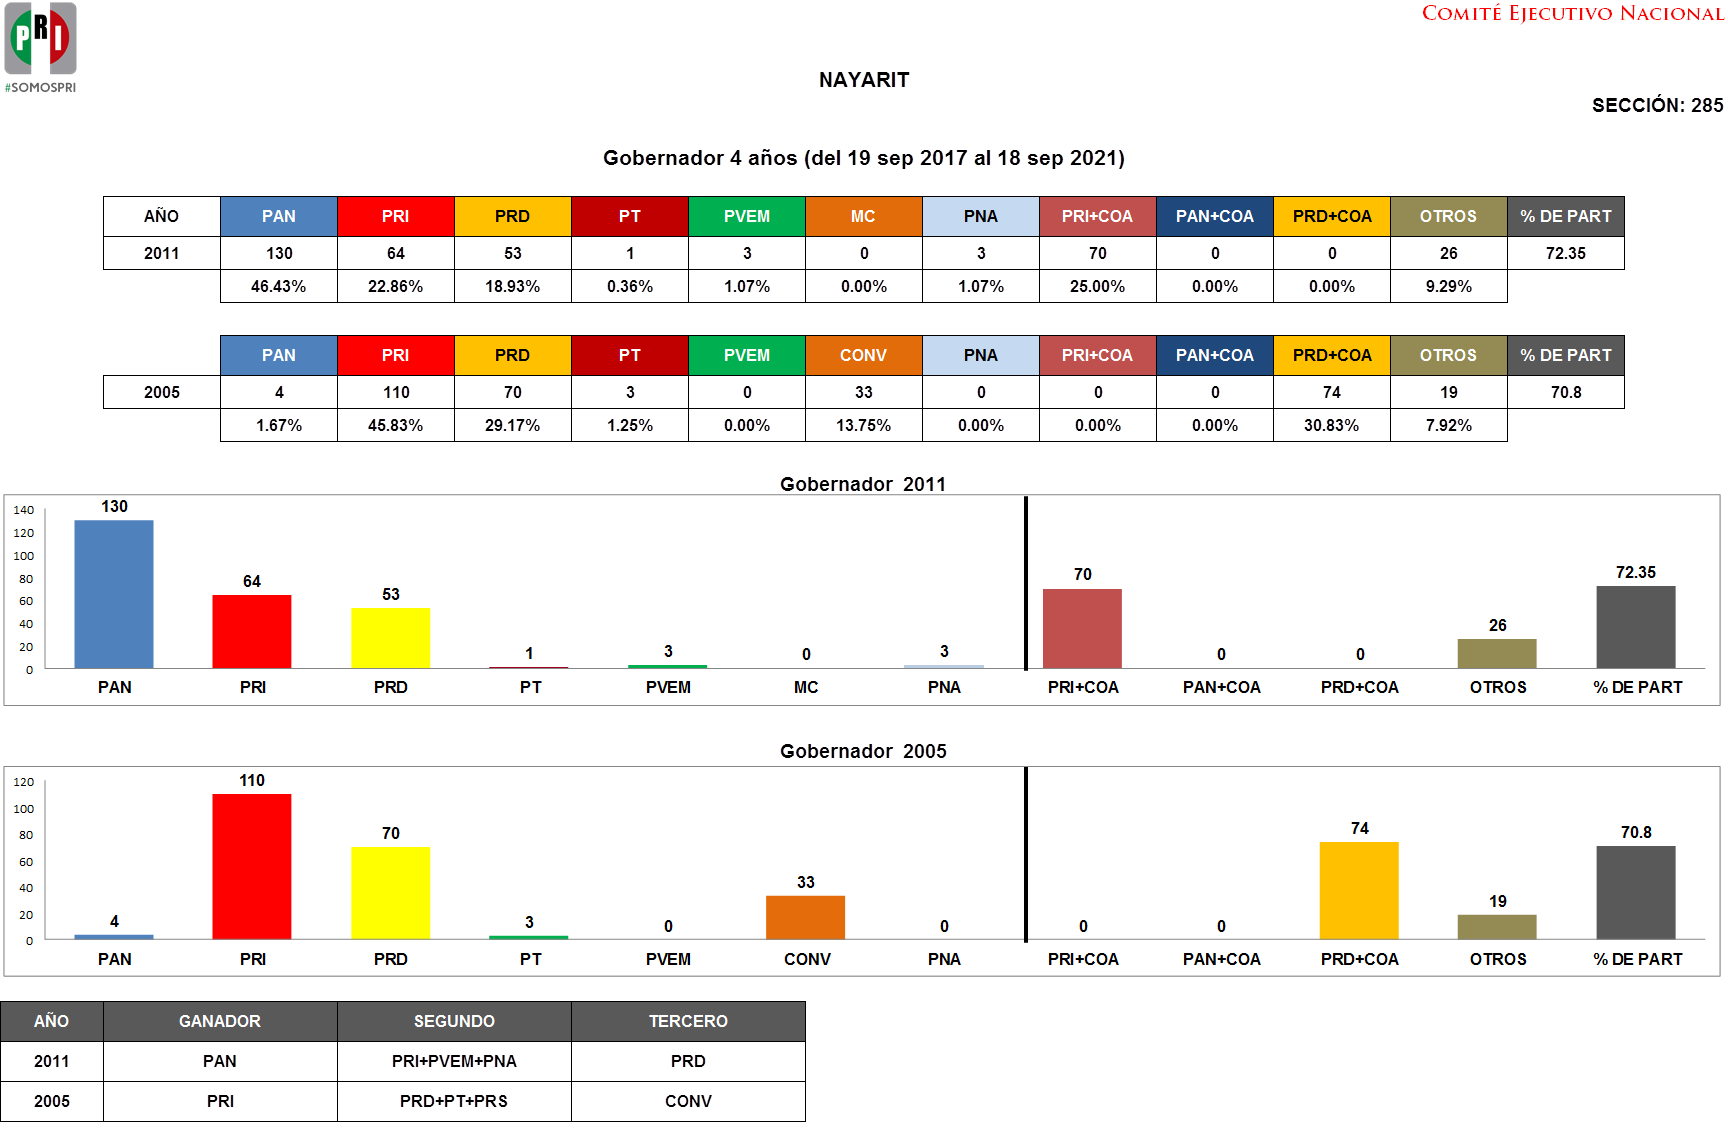 COMITÉ EJECUTIVO NACIONAL
PRI
#SOMOSPRI
NAYARIT
SECCIÓN: 285
Gobernador 4 años (del 19 sep 2017 al 18 sep 2021)
AÑO PAN PRI PRD PT PVEM MC PNA PRI+COA PAN+COA PRD+COA OTROS % DE PART
2011 130 64 53 1 3 0 3 70 0 0 26 72.35
46.43% 22.86% 18.93% 0.36% 1.07% 0.00% 1.07% 25.00% 0.00% 0.00% 9.29%
PAN PRI PRD PT PVEM CONV PNA PRI+COA PAN+COA PRD+COA OTROS % DE PART
2005 4 110 70 3 0 33 0 0 0 74 19 70.8
1.67% 45.83% 29.17% 1.25% 0.00% 13.75% 0.00% 0.00% 0.00% 30.83% 7.92%
Gobernador 2011
140
120
100
80
60
40
20
0
130 64 53 1 3 0 3 70 0 0 26 72.35
PAN PRI PRD PT PVEM MC PNA PRI+COA PAN+COA PRD+COA OTROS % DE PART
Gobernador 2005
120
100
80
60
40
20
0
4 110 70 3 0 33 0 0 0 74 19 70.8
PAN PRI PRD PT PVEM CONV PNA PRI+COA PAN+COA PRD+COA OTROS % DE PART
AÑO GANADOR SEGUNDO TERCERO
2011 PAN PRI+PVEM+PNA PRD
2005 PRI PRD+PT+PRS CONV